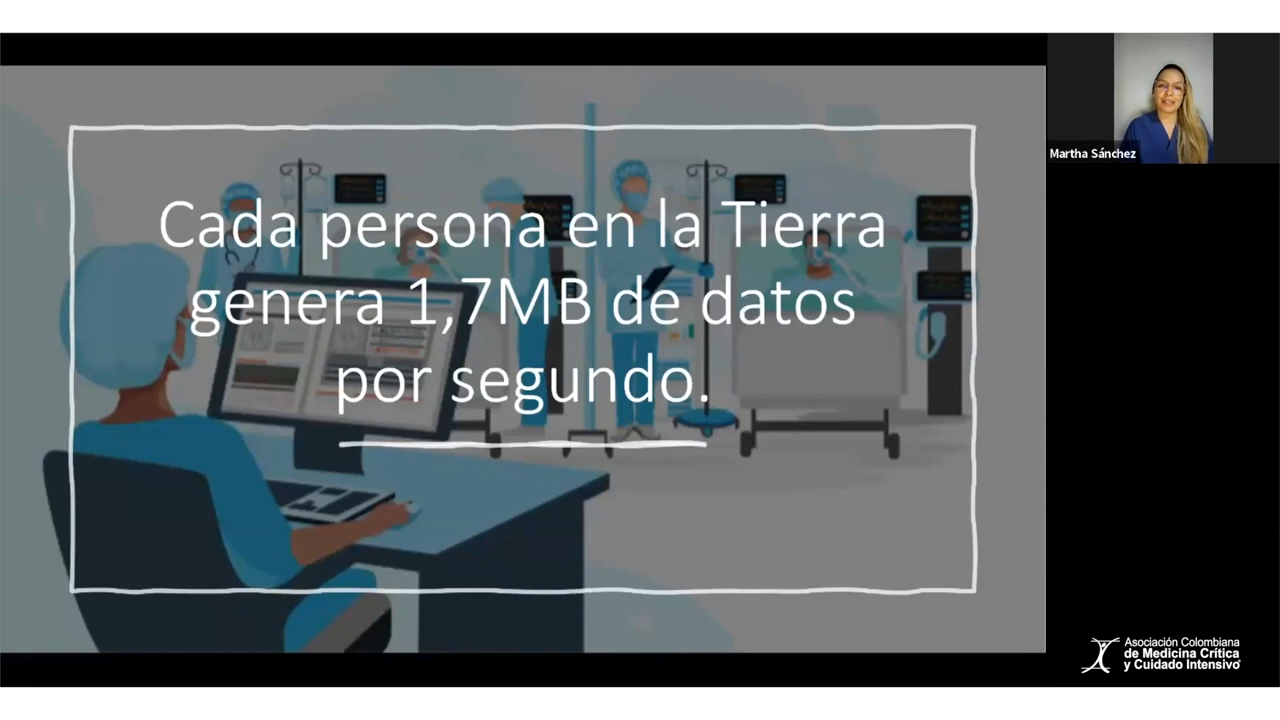 Cada persona en la Tierra
genera 1,7MB de datos
por segundo.
Martha Sánchez
Asociación Colombiana
de Medicina Crítica
y Cuidado Intensivo